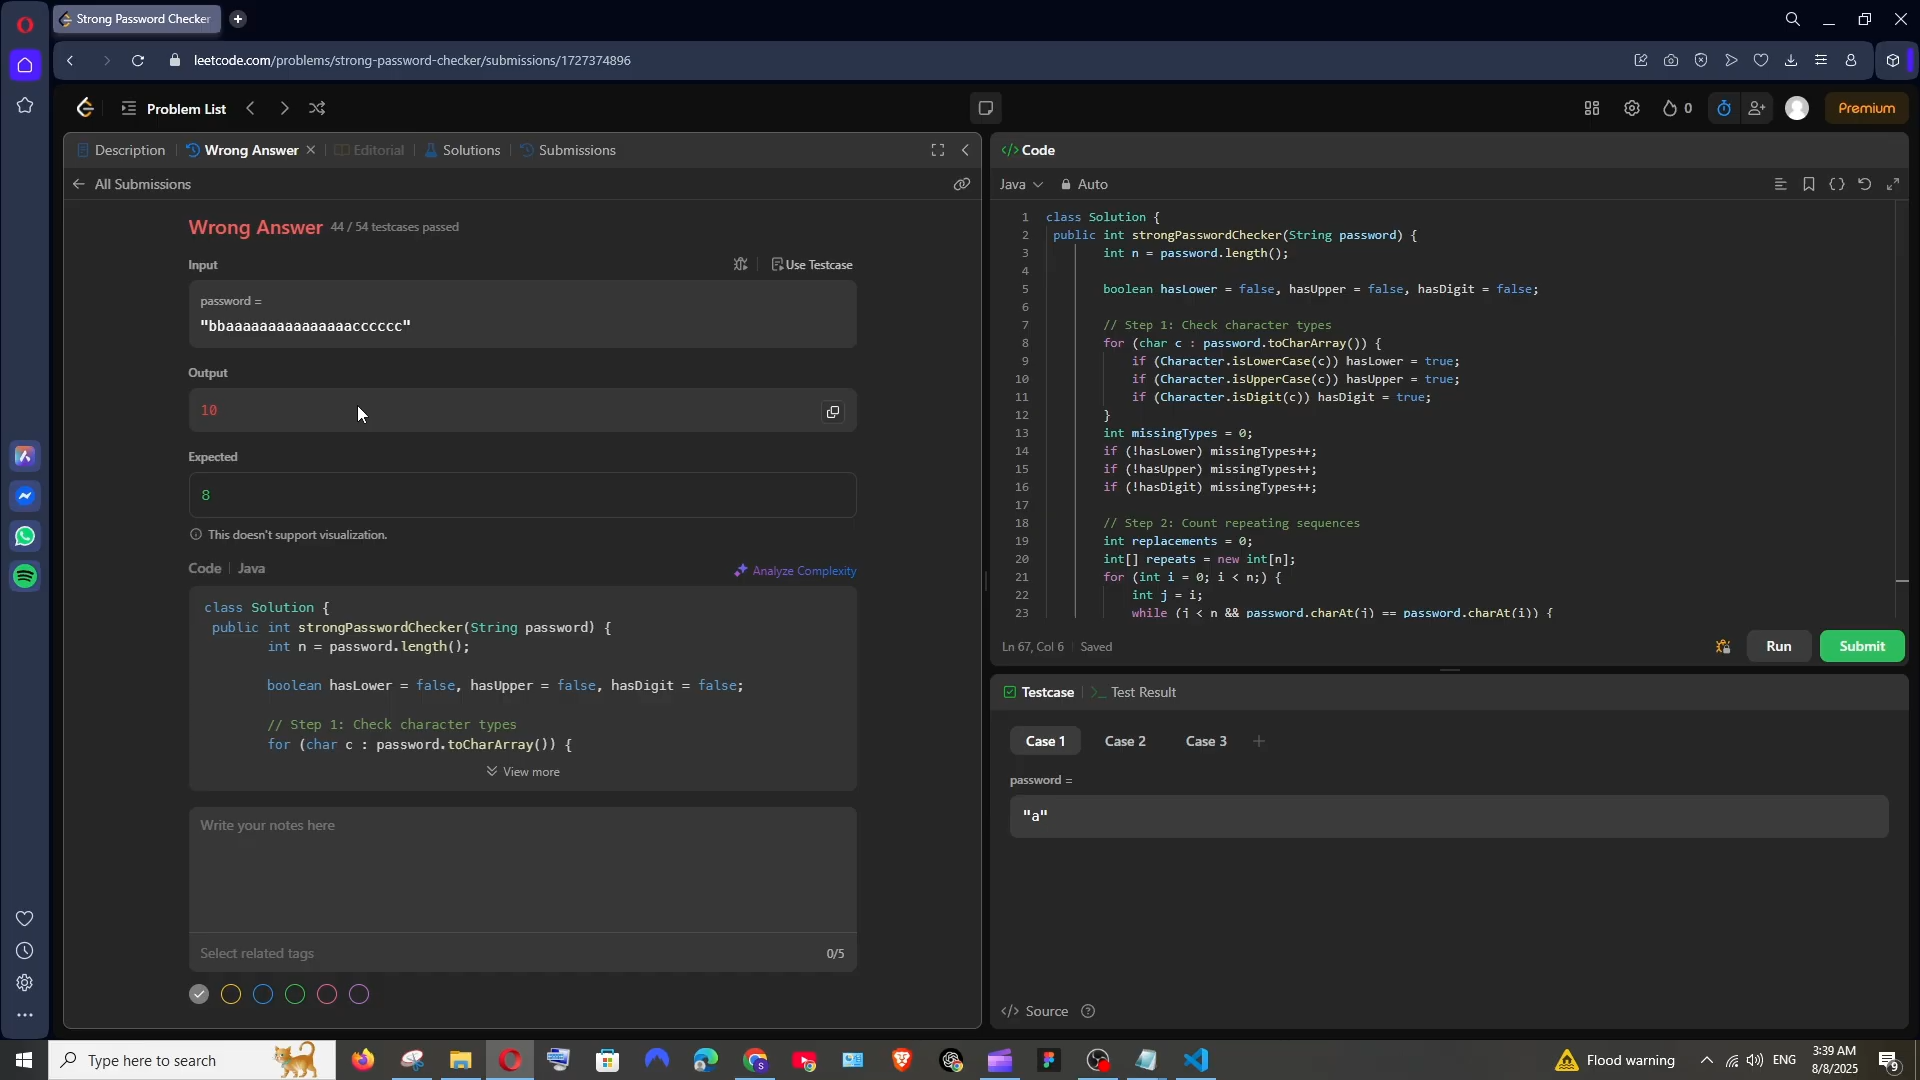 Strong Password Checker
leetcode.com/problems/strong-password-checker/submissions/1727374896
Problem List
0
Premium
Description
Wrong Answer
Editorial
Solutions
Submissions
All Submissions
Wrong Answer 44 / 54 testcases passed
Input
Use Testcase
password =
"bbaaaaaaaaaaaaaaacccccc"
Output
10
Expected
8
This doesn't support visualization.
Code | Java
Analyze Complexity
class Solution {
public int strongPasswordChecker(String password) {
int n = password.length();
boolean hasLower = false, hasUpper = false, hasDigit = false;
// Step 1: Check character types
for (char c : password.toCharArray()) {
View more
Write your notes here
Select related tags
0/5
Code
Java
Auto
1 class Solution {
2 public int strongPasswordChecker(String password) {
3 int n = password.length();
4
5 boolean hasLower = false, hasUpper = false, hasDigit = false;
6
7 // Step 1: Check character types
8 for (char c : password.toCharArray()) {
9 if (Character.isLowerCase(c)) hasLower = true;
10 if (Character.isUpperCase(c)) hasUpper = true;
11 if (Character.isDigit(c)) hasDigit = true;
12 }
13 int missingTypes = 0;
14 if (!hasLower) missingTypes++;
15 if (!hasUpper) missingTypes++;
16 if (!hasDigit) missingTypes++;
17
18 // Step 2: Count repeating sequences
19 int replacements = 0;
20 int[] repeats = new int[n];
21 for (int i = 0; i < n;) {
22 int j = i;
23 while (j < n && password.charAt(j) == password.charAt(i)) {
Ln 67, Col 6 | Saved
Run
Submit
Testcase
Test Result
Case 1
Case 2
Case 3
password =
"a"
Source
Type here to search
Flood warning
ENG
3:39 AM
8/8/2025
9